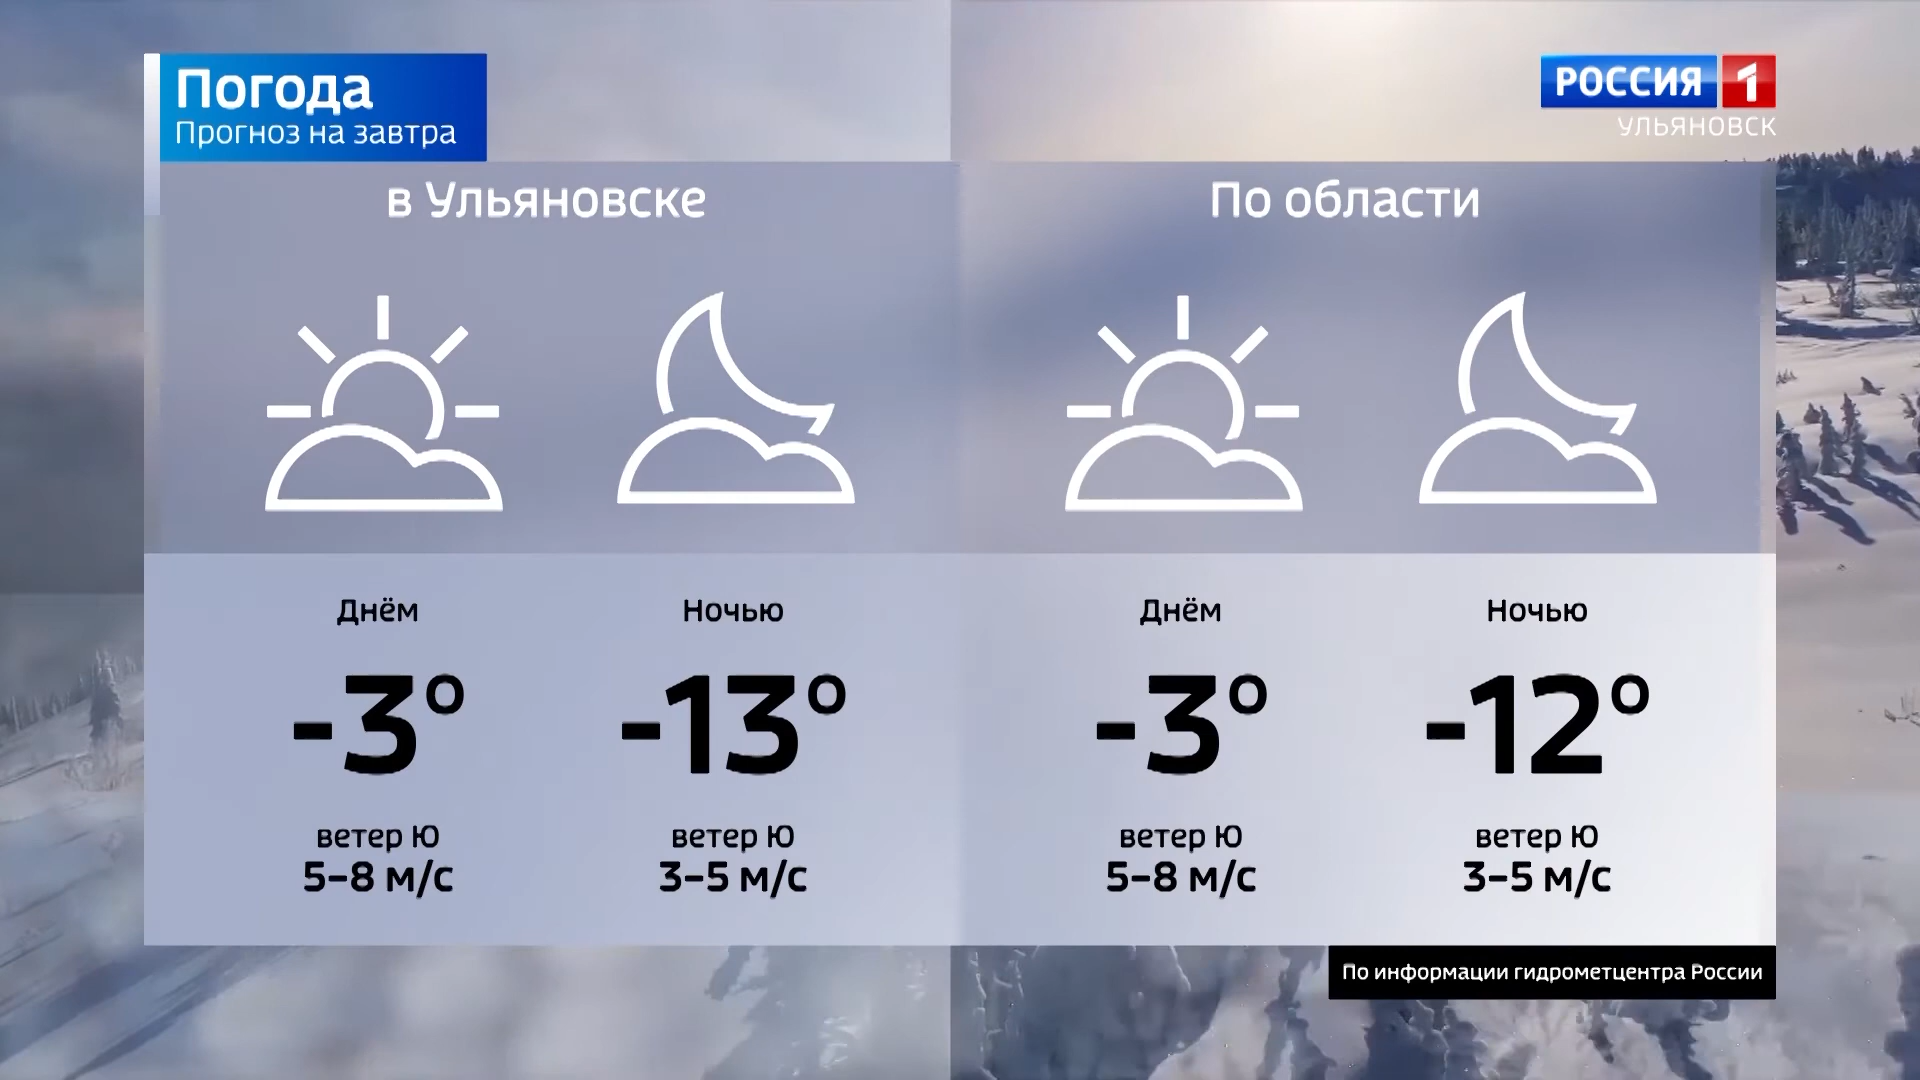 Погода
Прогноз на завтра
РОССИЯ 1
УЛЬЯНОВСК
в Ульяновске
По области
Днём
Ночью
Днём
Ночью
-3°
-13°
-3°
-12°
ветер Ю
5-8 м/с
ветер Ю
3-5 м/с
ветер Ю
5-8 м/с
ветер Ю
3-5 м/с
По информации гидрометцентра России